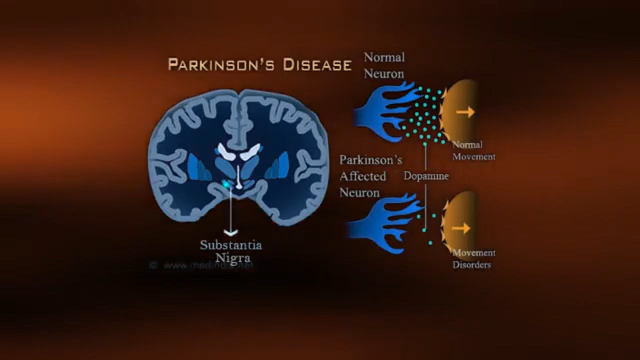 PARKINSON'S DISEASE
Normal
Neuron
Normal
Movement
Parkinson's
Affected
Neuron
Dopamine
Substantia
Nigra
Movement
Disorders